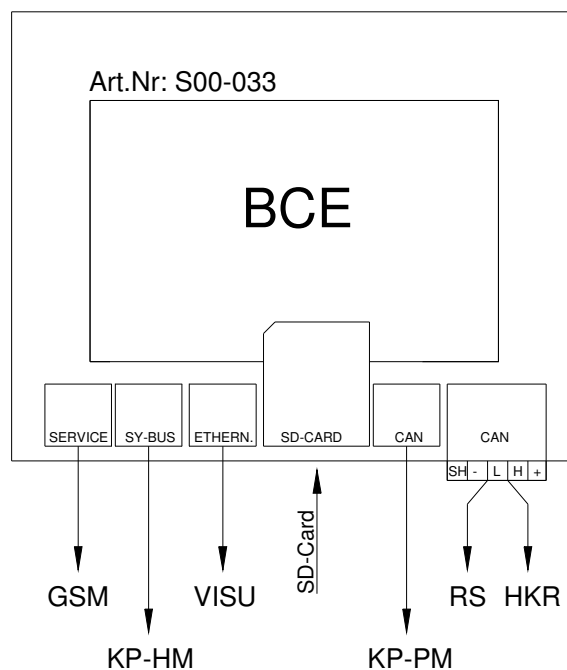 Art.Nr: S00-033
BCE
SERVICE SY-BUS ETHERN. SD-CARD CAN CAN
SH - L H +
SD-Card
GSM VISU RS HKR
KP-HM KP-PM